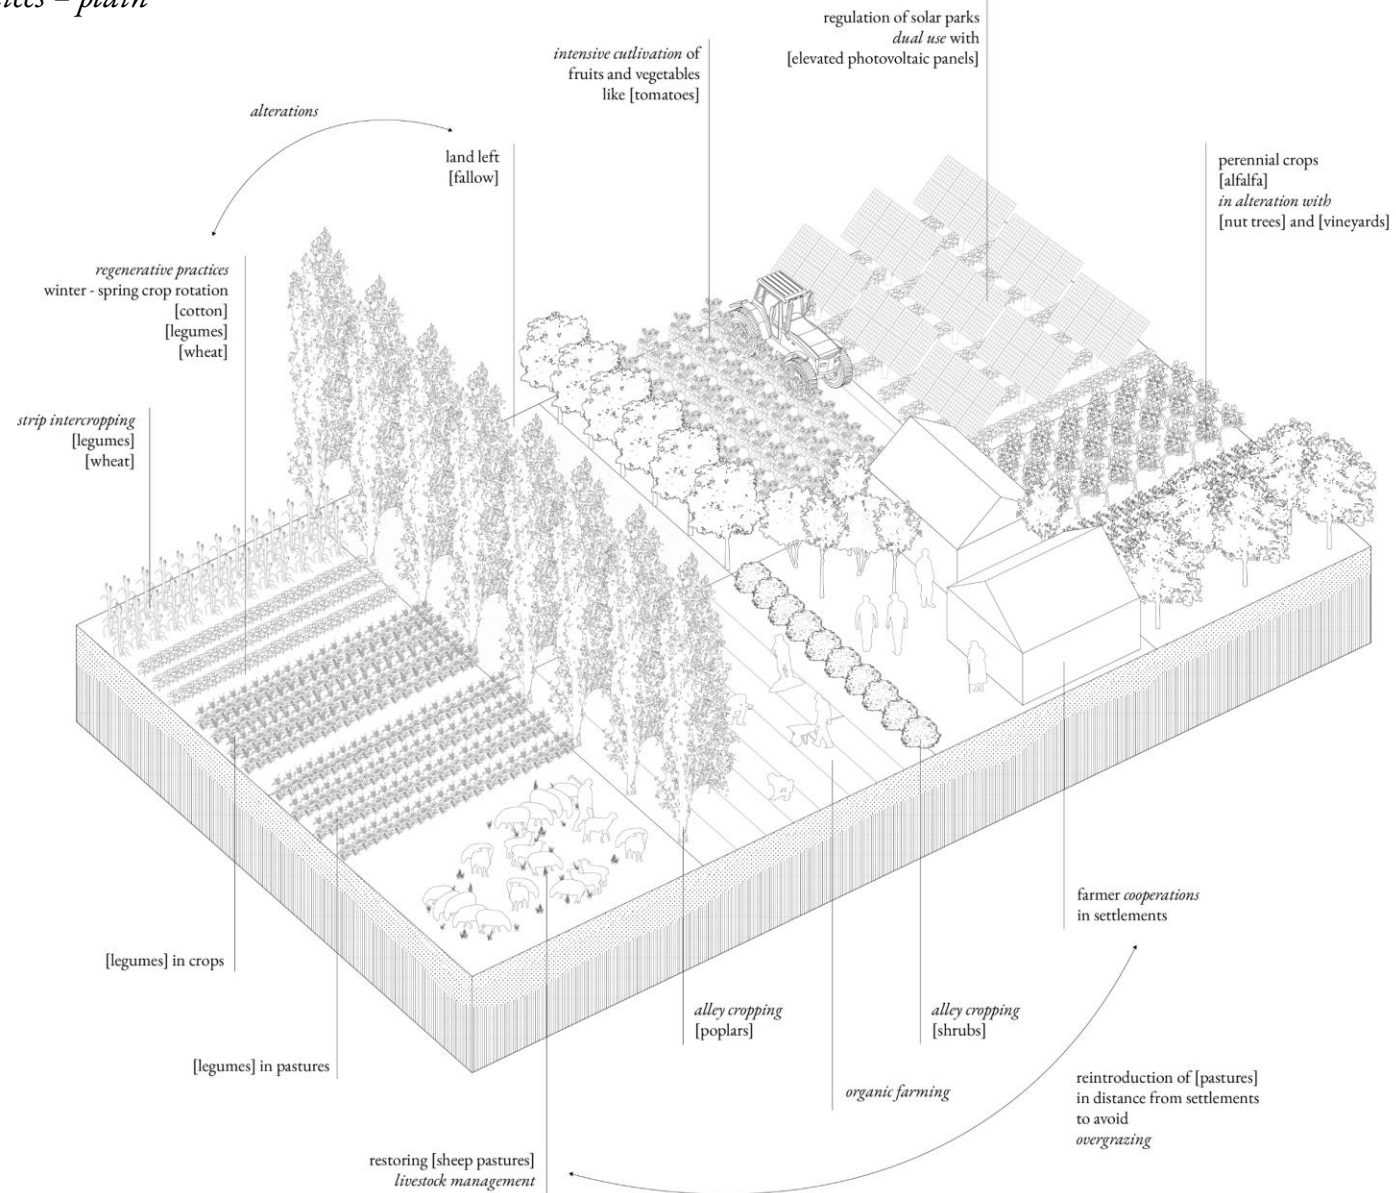 – plain
regulation of solar parks
dual use with
[elevated photovoltaic panels]
intensive cutlivation of
fruits and vegetables
like [tomatoes]
alterations
land left
[fallow]
perennial crops
[alfalfa]
in alteration with
[nut trees] and [vineyards]
regenerative practices
winter - spring crop rotation
[cotton]
[legumes]
[wheat]
strip intercropping
[legumes]
[wheat]
farmer cooperations
in settlements
[legumes] in crops
alley cropping
[poplars]
alley cropping
[shrubs]
[legumes] in pastures
organic farming
reintroduction of [pastures]
in distance from settlements
to avoid
overgrazing
restoring [sheep pastures]
livestock management